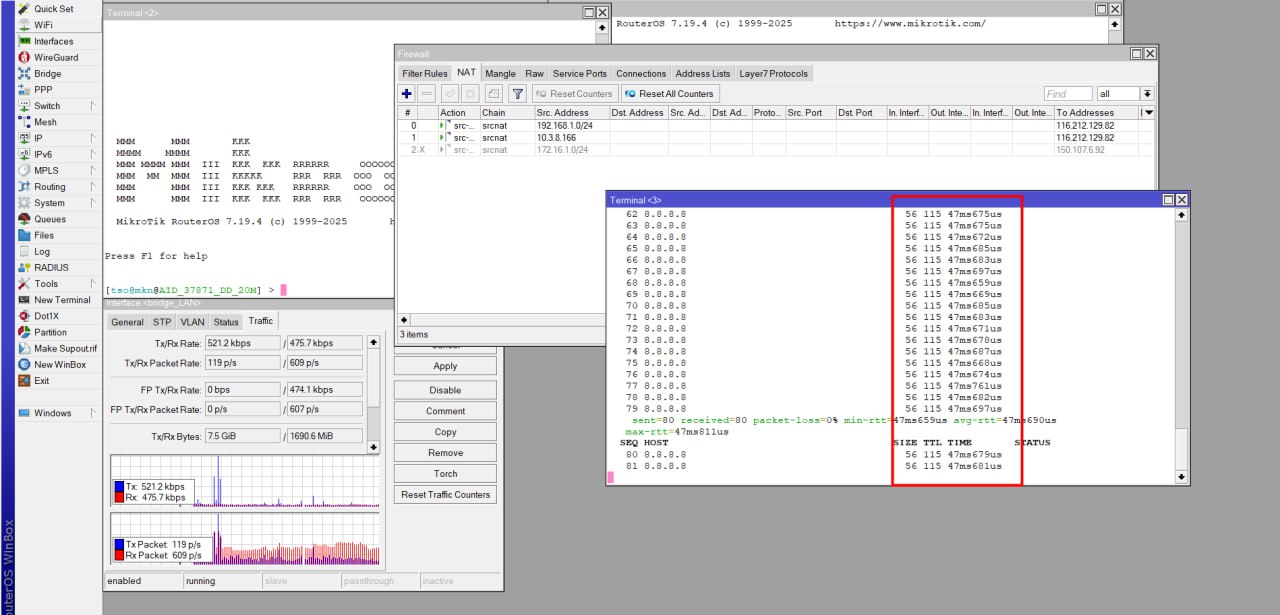 Quick Set
WiFi
Interfaces
WireGuard
Bridge
PPP
Switch
Mesh
IP
IPv6
MPLS
Routing
System
Queues
Files
Log
RADIUS
Tools
New Terminal
Dot1X
Partition
Make Supout.rif
New WinBox
Exit
Windows
uterOS WinBox
Terminal <2>
MMM MMM KKK
MMMM MMMM KKK
MMM MMMM MMM III KKK KKK RRRRRR OOOOOO
MMM MM MMM III KKKKK RRR RRR OOO OO
MMM MMM III KKK KKK RRRRRR OOO OO
MMM MMM III KKK KKK RRR RRR OOOOOO
MikroTik RouterOS 7.19.4 (c) 1999-2025 h
Press F1 for help
[tso@mkn@AID_37871_DD_20M] >
RouterOS 7.19.4 (c) 1999-2025 https://www.mikrotik.com/
Firewall
Filter Rules NAT Mangle Raw Service Ports Connections Address Lists Layer7 Protocols
Reset Counters Reset All Counters Find all
# Action Chain Src. Address Dst. Address Src. Ad... Dst. Ad... Proto... Src. Port Dst. Port In. Interf... Out. Inte... In. Interf... Out. Inte... To Addresses
0 src-... srcnat 192.168.1.0/24 116.212.129.82
1 src-... srcnat 10.3.8.166 116.212.129.82
2 X src-... srcnat 172.16.1.0/24 150.107.6.92
3 items
Interface <bridge_LAN>
General STP VLAN Status Traffic
Tx/Rx Rate: 521.2 kbps / 475.7 kbps
Tx/Rx Packet Rate: 119 p/s / 609 p/s
FP Tx/Rx Rate: 0 bps / 474.1 kbps
FP Tx/Rx Packet Rate: 0 p/s / 607 p/s
Tx/Rx Bytes: 7.5 GiB / 1690.6 MiB
Tx: 521.2 kbps
Rx: 475.7 kbps
Tx Packet: 119 p/s
Rx Packet: 609 p/s
enabled running slave passthrough inactive
Cancel
Apply
Disable
Comment
Copy
Remove
Torch
Reset Traffic Counters
Terminal <3>
62 8.8.8.8 56 115 47ms675us
63 8.8.8.8 56 115 47ms675us
64 8.8.8.8 56 115 47ms672us
65 8.8.8.8 56 115 47ms685us
66 8.8.8.8 56 115 47ms683us
67 8.8.8.8 56 115 47ms697us
68 8.8.8.8 56 115 47ms659us
69 8.8.8.8 56 115 47ms669us
70 8.8.8.8 56 115 47ms685us
71 8.8.8.8 56 115 47ms683us
72 8.8.8.8 56 115 47ms671us
73 8.8.8.8 56 115 47ms678us
74 8.8.8.8 56 115 47ms687us
75 8.8.8.8 56 115 47ms668us
76 8.8.8.8 56 115 47ms674us
77 8.8.8.8 56 115 47ms761us
78 8.8.8.8 56 115 47ms682us
79 8.8.8.8 56 115 47ms697us
sent=80 received=80 packet-loss=0% min-rtt=47ms659us avg-rtt=47ms690us
max-rtt=47ms811us
SEQ HOST SIZE TTL TIME STATUS
80 8.8.8.8 56 115 47ms679us
81 8.8.8.8 56 115 47ms681us